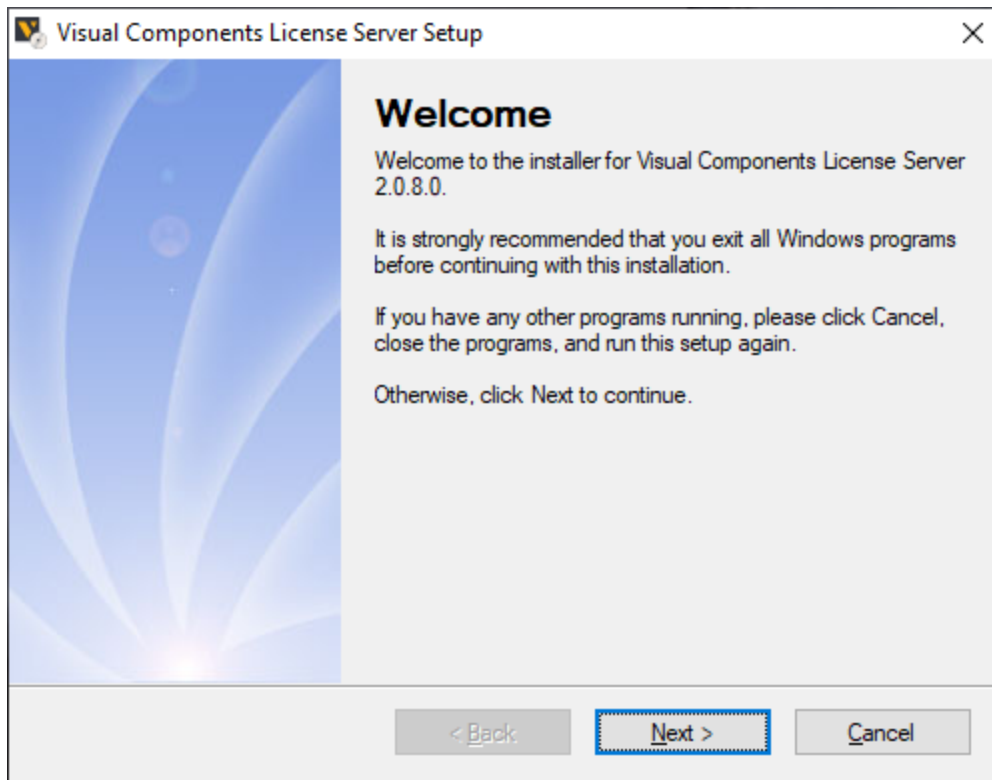 Visual Components License Server Setup
Welcome
Welcome to the installer for Visual Components License Server
2.0.8.0.
It is strongly recommended that you exit all Windows programs
before continuing with this installation.
If you have any other programs running, please click Cancel,
close the programs, and run this setup again.
Otherwise, click Next to continue.
< Back
Next >
Cancel